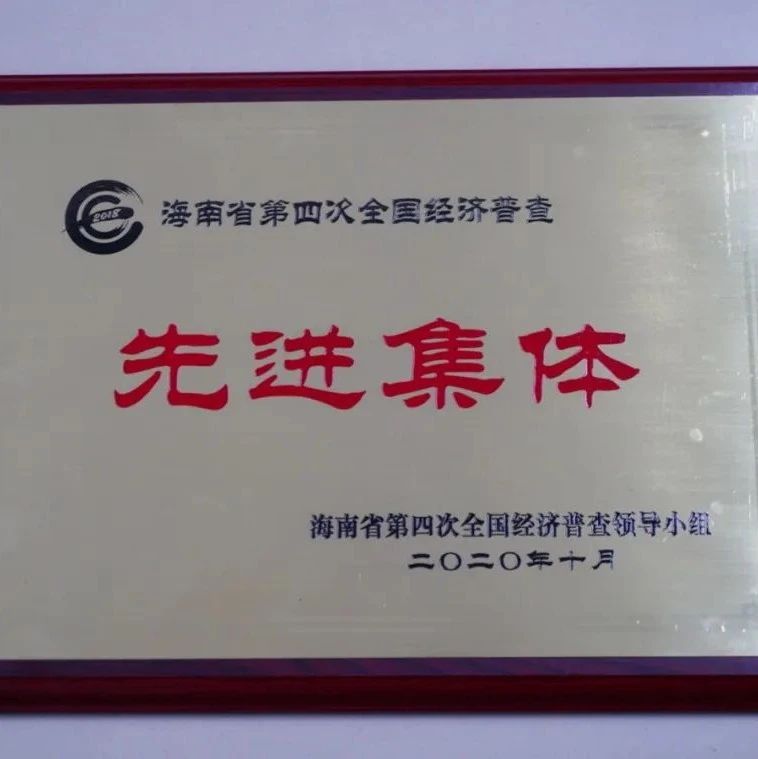 2018
海南省第四次全国经济普查
先进集体
海南省第四次全国经济普查领导小组
二〇二〇年十月